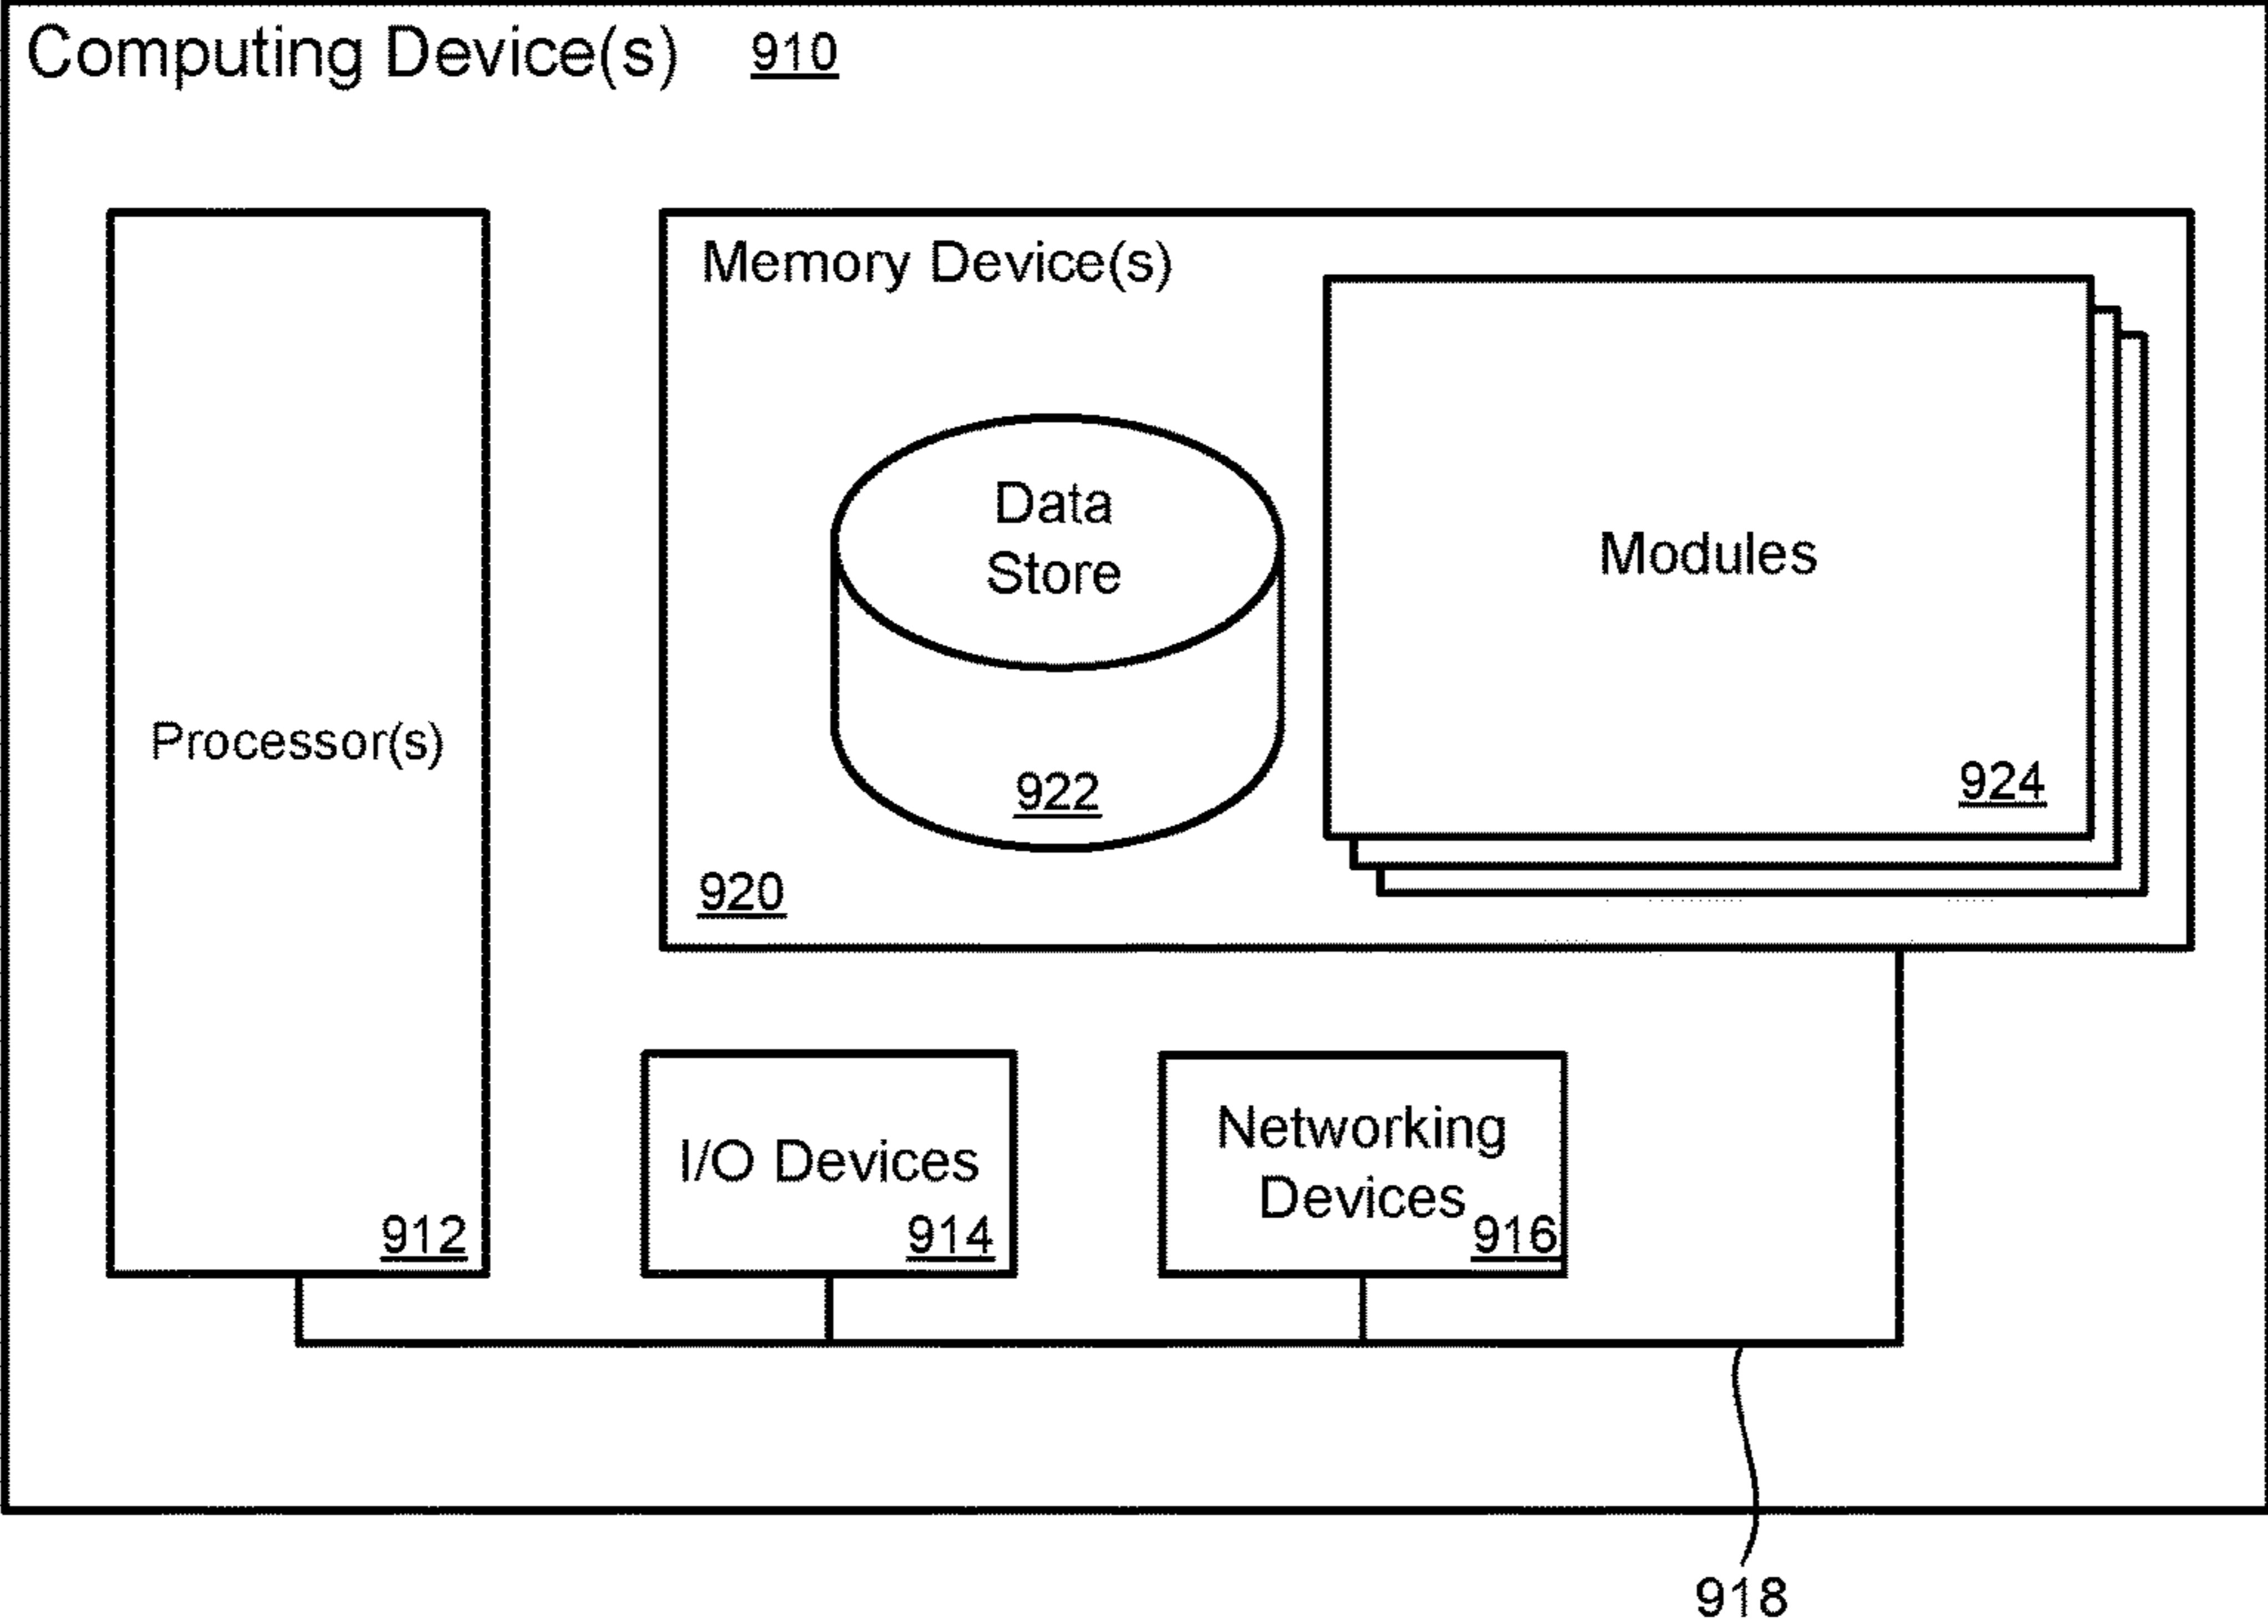 Computing Device(s) 910
Memory Device(s)
Data
Store
922
Modules
924
920
Processor(s)
912
I/O Devices
914
Networking
Devices
916
918